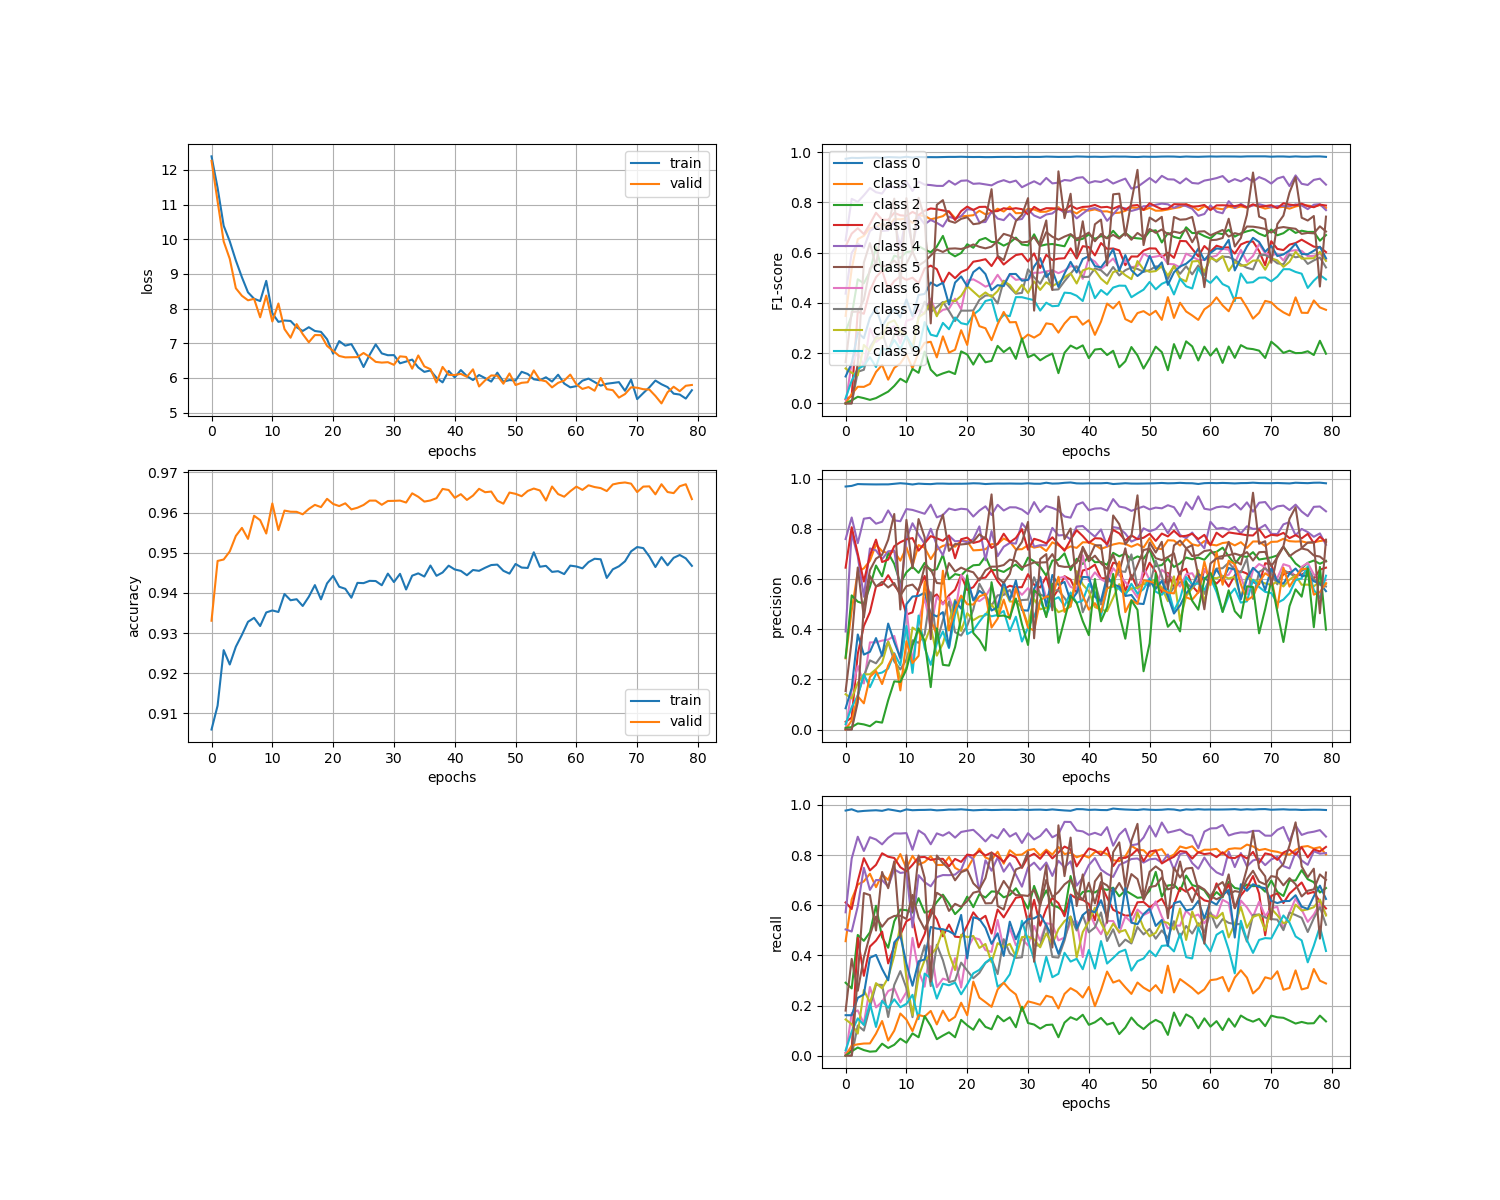 12
11
10
9
8
7
6
5
loss
train
valid
0 10 20 30 40 50 60 70 80
epochs
1.0
0.8
0.6
0.4
0.2
0.0
F1-score
class 0
class 1
class 2
class 3
class 4
class 5
class 6
class 7
class 8
class 9
0 10 20 30 40 50 60 70 80
epochs
0.97
0.96
0.95
0.94
0.93
0.92
0.91
accuracy
train
valid
0 10 20 30 40 50 60 70 80
epochs
1.0
0.8
0.6
0.4
0.2
0.0
precision
0 10 20 30 40 50 60 70 80
epochs
1.0
0.8
0.6
0.4
0.2
0.0
recall
0 10 20 30 40 50 60 70 80
epochs